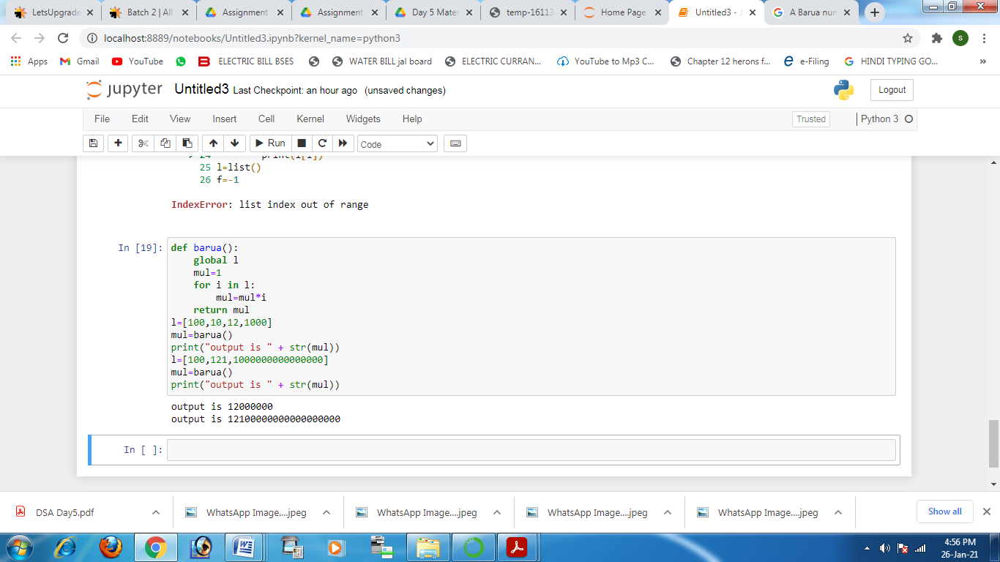 LetsUpgrade
Batch 2 | All
Assignment
Assignment
Day 5 Mater
temp-16113
Home Page
Untitled3 - J
A Barua num
localhost:8889/notebooks/Untitled3.ipynb?kernel_name=python3
s
Apps
Gmail
YouTube
ELECTRIC BILL BSES
WATER BILL jal board
ELECTRIC CURRAN...
YouTube to Mp3 C...
Chapter 12 herons f...
e-Filing
HINDI TYPING GO...
»
jupyter Untitled3 Last Checkpoint: an hour ago (unsaved changes)
Logout
File Edit View Insert Cell Kernel Widgets Help
Trusted
Python 3
Run
Code
25 l=list()
26 f=-1
IndexError: list index out of range
In [19]:
def barua():
    global l
    mul=1
    for i in l:
        mul=mul*i
    return mul
l=[100,10,12,1000]
mul=barua()
print("output is " + str(mul))
l=[100,121,1000000000000000]
mul=barua()
print("output is " + str(mul))
output is 12000000
output is 12100000000000000000
In [ ]:
DSA Day5.pdf
WhatsApp Image....jpeg
WhatsApp Image....jpeg
WhatsApp Image....jpeg
WhatsApp Image....jpeg
Show all
4:56 PM
26-Jan-21